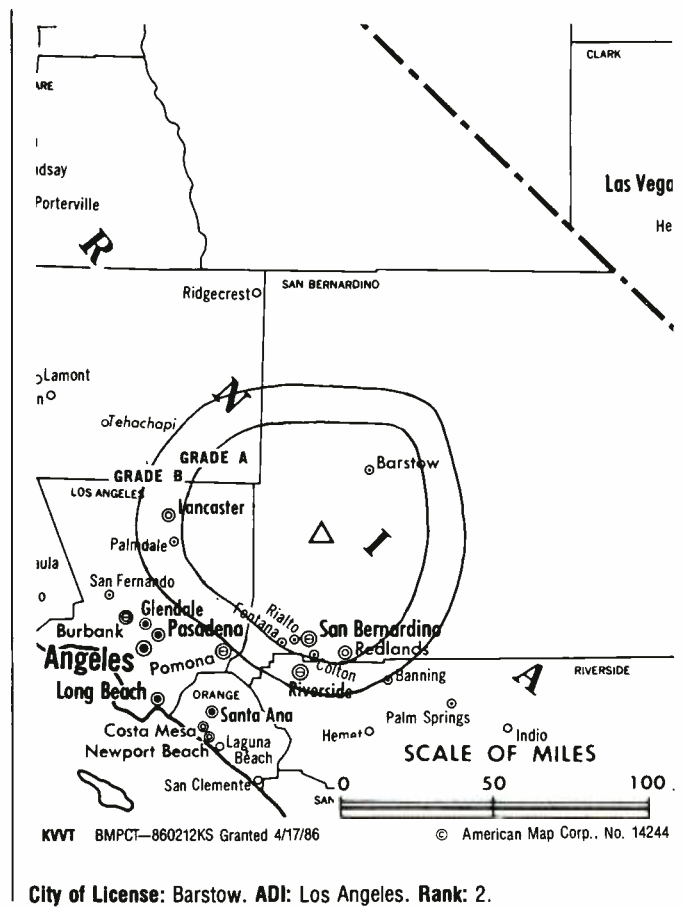 CLARK
ARE
dsay
Las Vega
Porterville
He
R
Ridgecrest
SAN BERNARDINO
Lamont
n
N
Tehachapi
GRADE A
Barstow
GRADE B
LOS ANGELES
Lancaster
I
Palmdale
aula
San Fernando
o
Glendale
Rialto
Fontana
Burbank
Pasadena
San Bernardino
Redlands
Angeles
Pomona
Colton
Banning
RIVERSIDE
A
Riverside
Long Beach
ORANGE
Santa Ana
Palm Springs
Costa Mesa
Hemet
Indio
Newport Beach
Laguna
Beach
SCALE OF MILES
San Clemente
0 50 100
SAN
KVVT BMPCT—860212KS Granted 4/17/86 © American Map Corp., No. 14244
City of License: Barstow. ADI: Los Angeles. Rank: 2.